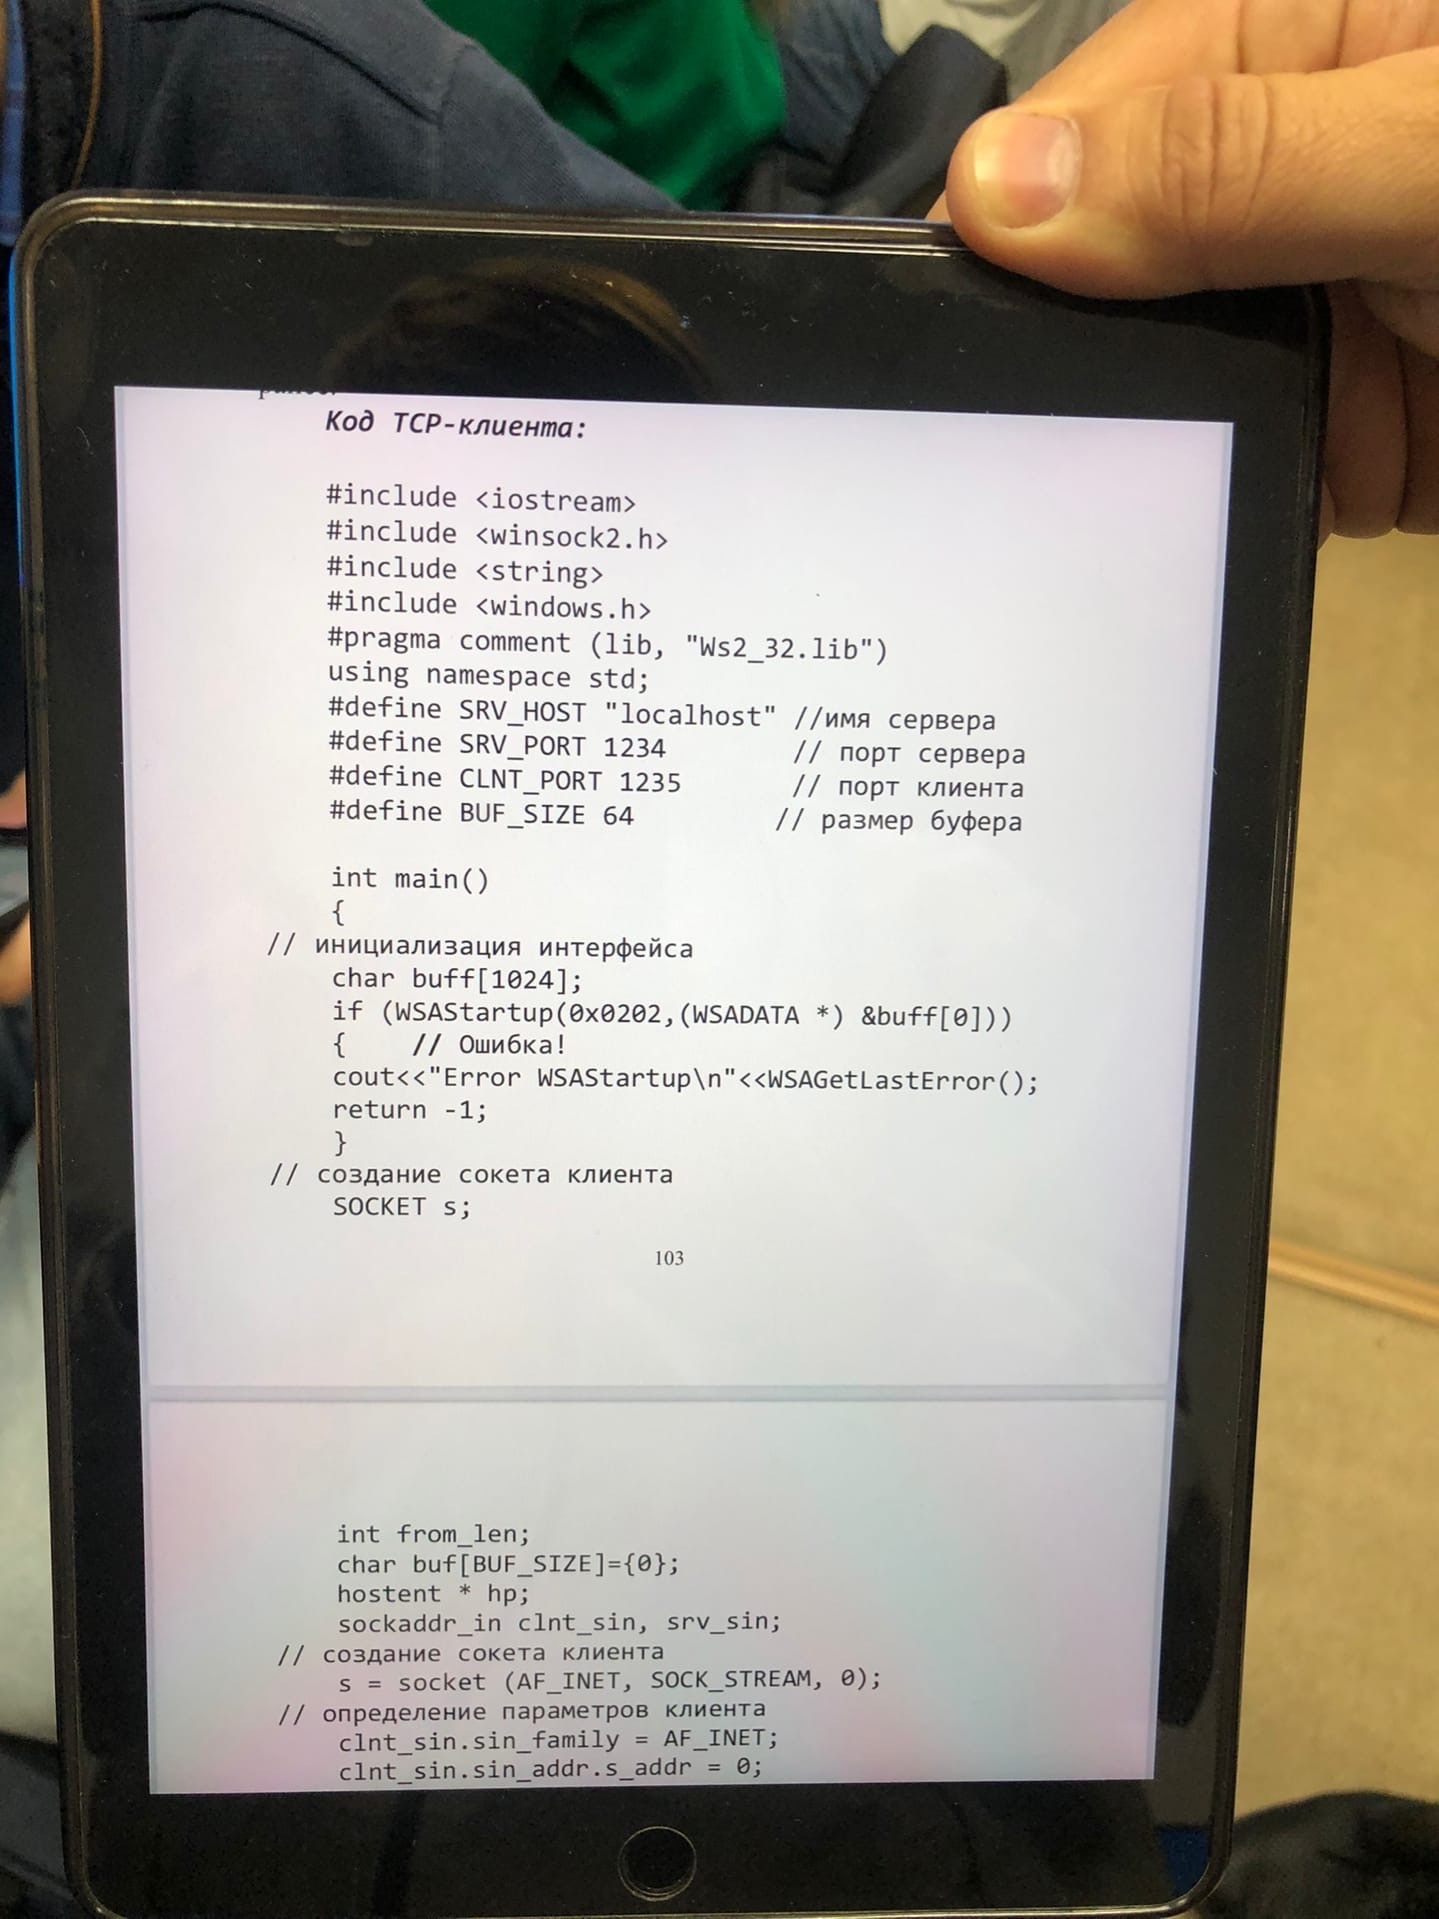 Код TCP-клиента:
#include <iostream>
#include <winsock2.h>
#include <string>
#include <windows.h>
#pragma comment (lib, "Ws2_32.lib")
using namespace std;
#define SRV_HOST "localhost" //имя сервера
#define SRV_PORT 1234 // порт сервера
#define CLNT_PORT 1235 // порт клиента
#define BUF_SIZE 64 // размер буфера
int main()
{
// инициализация интерфейса
char buff[1024];
if (WSAStartup(0x0202,(WSADATA *) &buff[0]))
{ // Ошибка!
cout<<"Error WSAStartup\n"<<WSAGetLastError();
return -1;
}
// создание сокета клиента
SOCKET s;
103
int from_len;
char buf[BUF_SIZE]={0};
hostent * hp;
sockaddr_in clnt_sin, srv_sin;
// создание сокета клиента
s = socket (AF_INET, SOCK_STREAM, 0);
// определение параметров клиента
clnt_sin.sin_family = AF_INET;
clnt_sin.sin_addr.s_addr = 0;